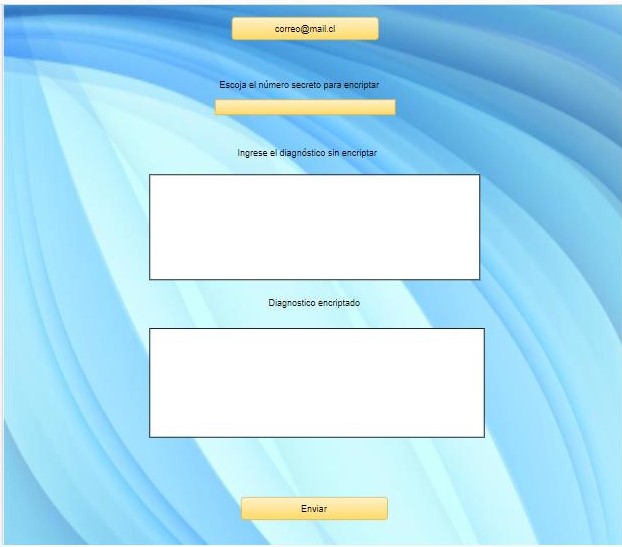 correo@mail.cl
Escoja el número secreto para encriptar
Ingrese el diagnóstico sin encriptar
Diagnostico encriptado
Enviar